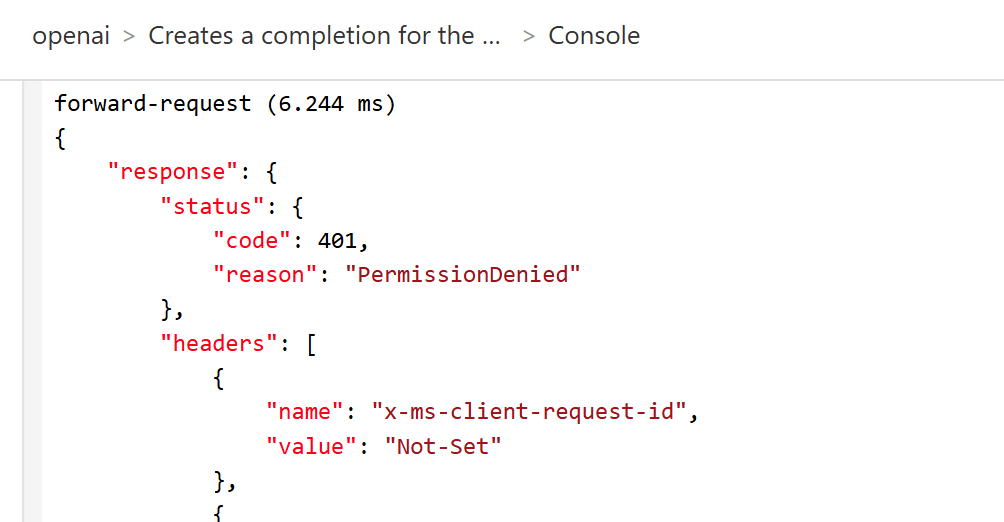 openai > Creates a completion for the ... > Console
forward-request (6.244 ms)
{
"response": {
"status": {
"code": 401,
"reason": "PermissionDenied"
},
"headers": [
{
"name": "x-ms-client-request-id",
"value": "Not-Set"
},
{